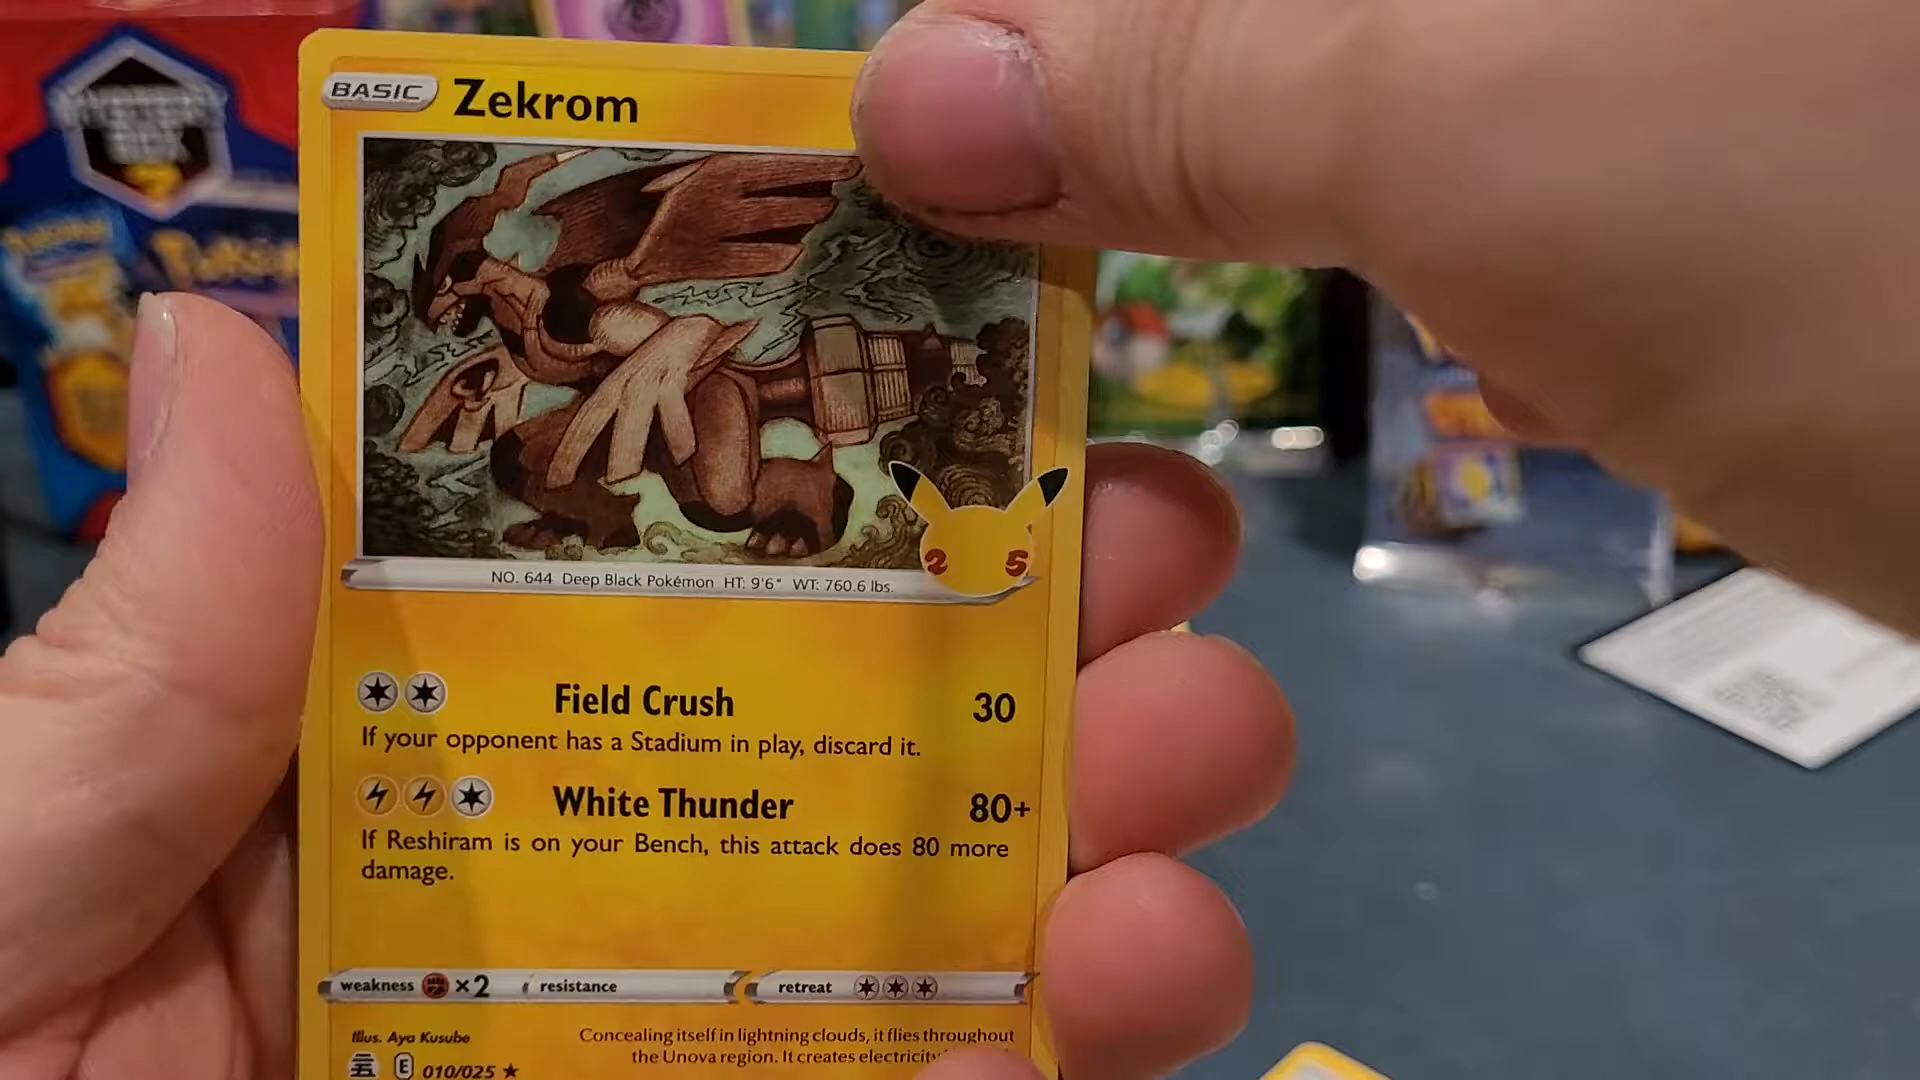 BASIC
Zekrom
2 5
NO. 644 Deep Black Pokémon HT: 9'6" WT: 760.6 lbs.
Field Crush 30
If your opponent has a Stadium in play, discard it.
White Thunder 80+
If Reshiram is on your Bench, this attack does 80 more
damage.
weakness ×2 resistance retreat
Illus. Aya Kusube
Concealing itself in lightning clouds, it flies throughout
the Unova region. It creates electricity
E 010/025 ★